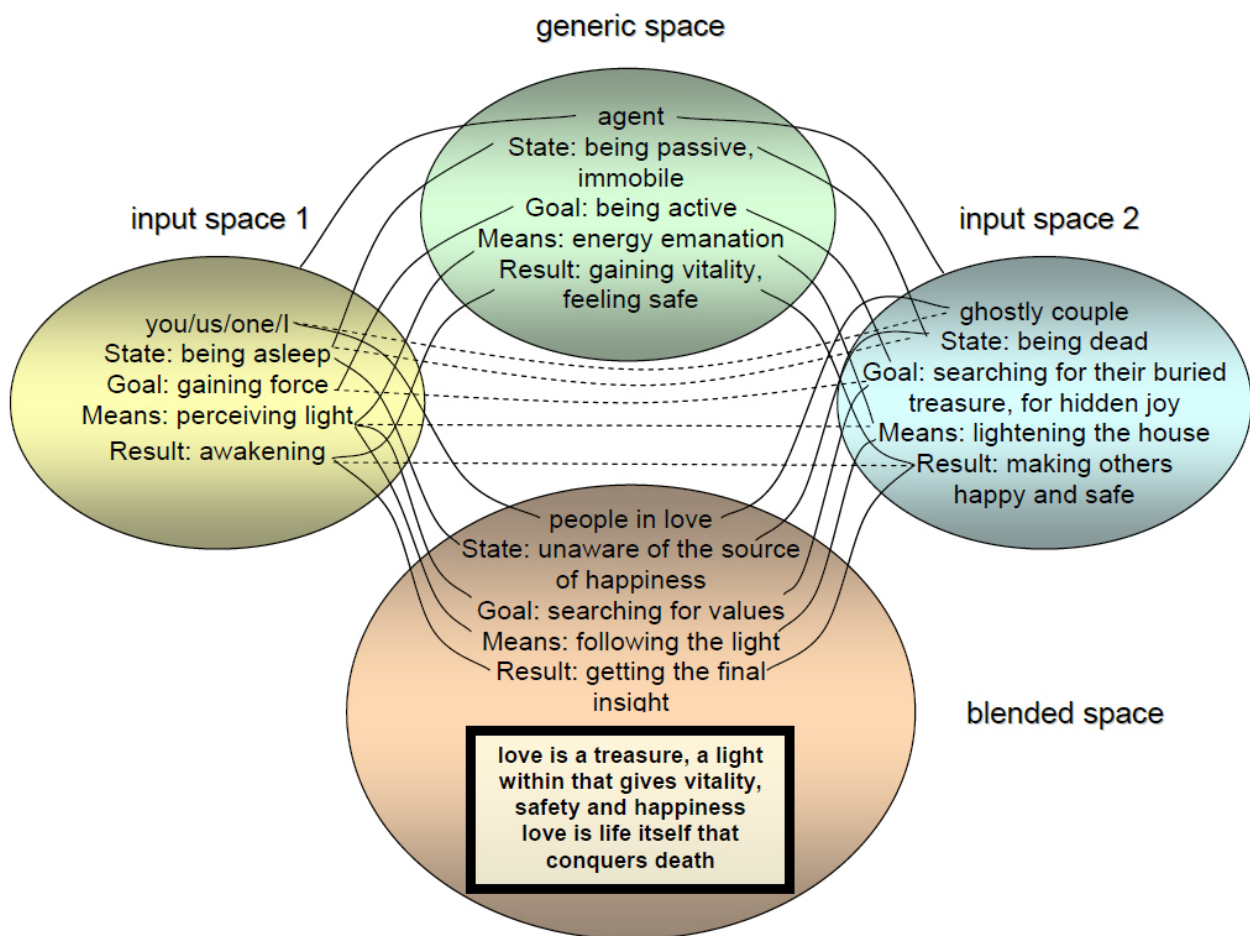 generic space
agent
State: being passive,
immobile
Goal: being active
Means: energy emanation
Result: gaining vitality,
feeling safe
input space 1
you/us/one/I
State: being asleep
Goal: gaining force
Means: perceiving light
Result: awakening
input space 2
ghostly couple
State: being dead
Goal: searching for their buried
treasure, for hidden joy
Means: lightening the house
Result: making others
happy and safe
people in love
State: unaware of the source
of happiness
Goal: searching for values
Means: following the light
Result: getting the final
insight
blended space
love is a treasure, a light
within that gives vitality,
safety and happiness
love is life itself that
conquers death